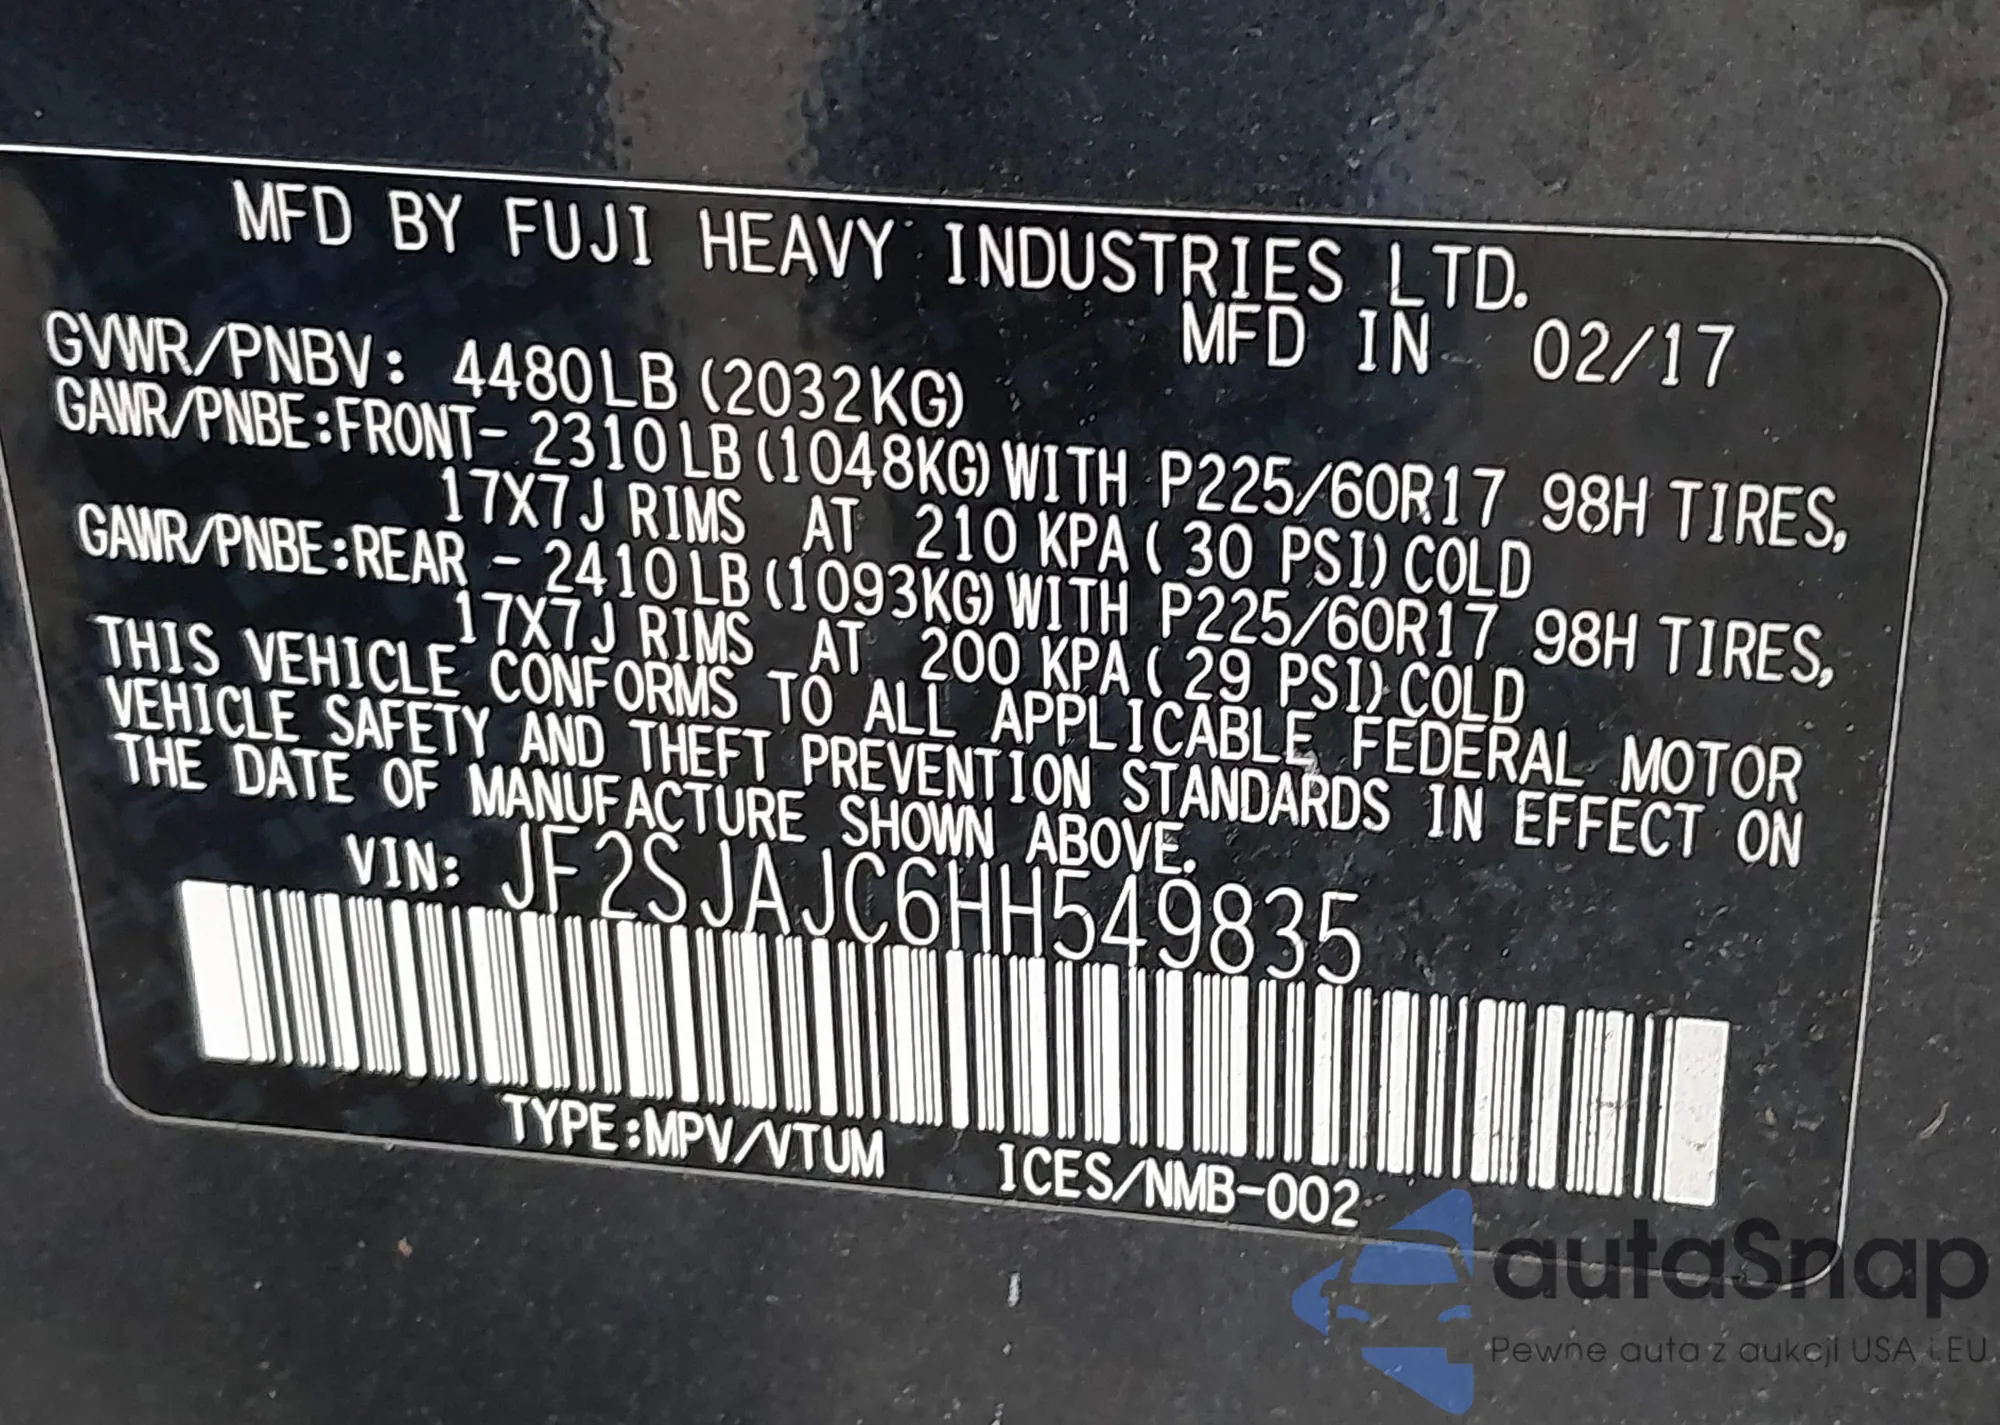 MFD BY FUJI HEAVY INDUSTRIES LTD.
MFD IN 02/17
GVWR/PNBV: 4480LB (2032KG)
GAWR/PNBE:FRONT- 2310LB(1048KG)WITH P225/60R17 98H TIRES,
17X7J RIMS AT 210 KPA( 30 PSI)COLD
GAWR/PNBE:REAR - 2410LB(1093KG)WITH P225/60R17 98H TIRES,
17X7J RIMS AT 200 KPA( 29 PSI)COLD
THIS VEHICLE CONFORMS TO ALL APPLICABLE FEDERAL MOTOR
VEHICLE SAFETY AND THEFT PREVENTION STANDARDS IN EFFECT ON
THE DATE OF MANUFACTURE SHOWN ABOVE.
VIN: JF2SJAJC6HH549835
TYPE:MPV/VTUM ICES/NMB-002
autaSnap
Pewne auta z aukcji USA i EU